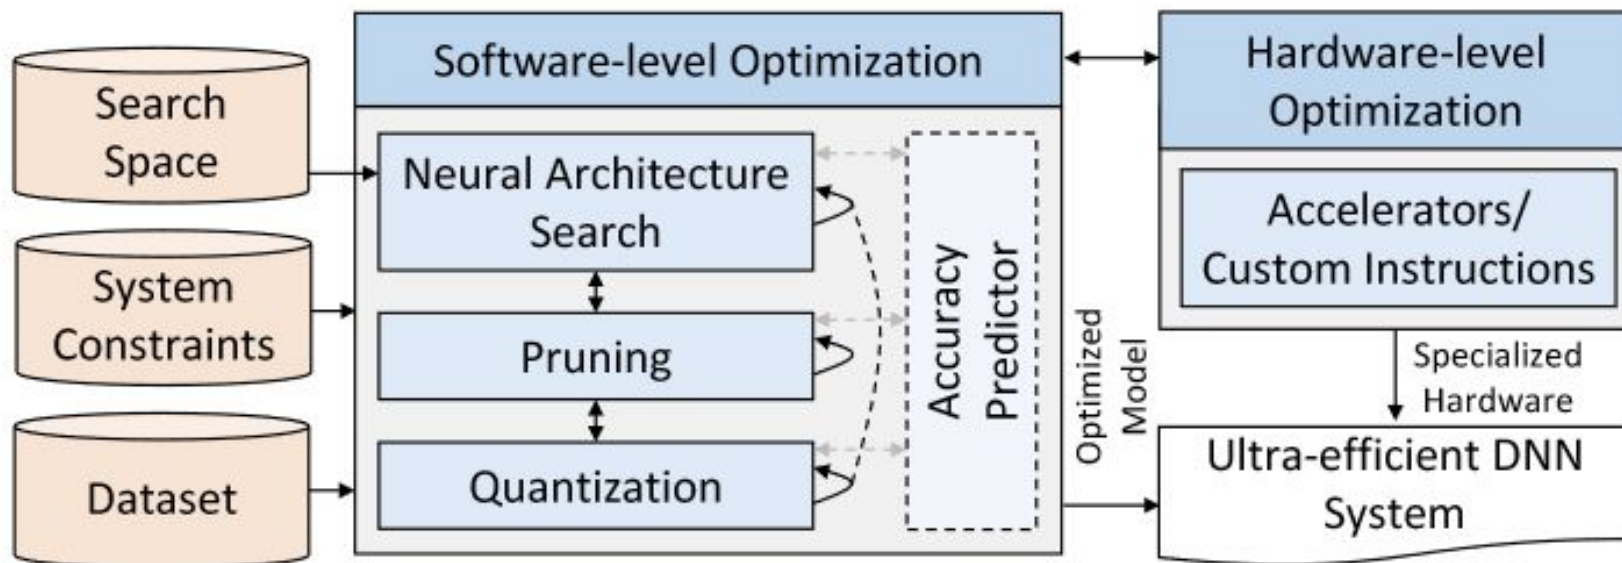 Search
Space
System
Constraints
Dataset
Software-level Optimization
Neural Architecture
Search
Pruning
Quantization
Accuracy
Predictor
Optimized
Model
Hardware-level
Optimization
Accelerators/
Custom Instructions
Specialized
Hardware
Ultra-efficient DNN
System